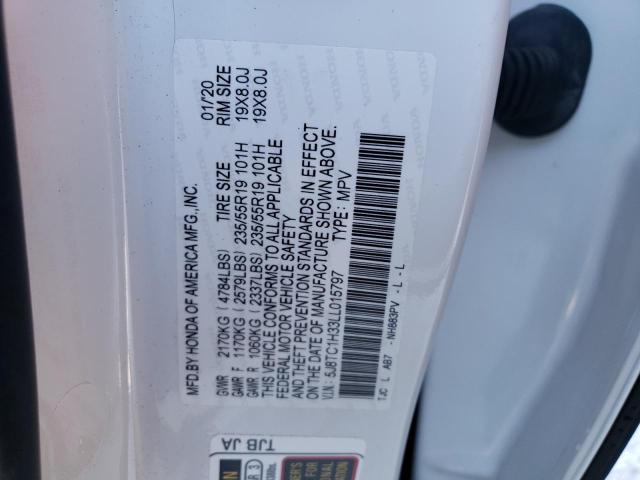 MFD.BY HONDA OF AMERICA MFG.,INC. 01/20
TIRE SIZE RIM SIZE
GWR 2170KG (4784LBS)
GAWR F 1170KG (2579LBS) 235/55R19 101H 19X8.0J
GAWR R 1060KG (2337LBS) 235/55R19 101H 19X8.0J
THIS VEHICLE CONFORMS TO ALL APPLICABLE
FEDERAL MOTOR VEHICLE SAFETY
AND THEFT PREVENTION STANDARDS IN EFFECT
ON THE DATE OF MANUFACTURE SHOWN ABOVE.
V.I.N: 5J8TC1H33LL015797 TYPE: MPV
TJC L AB7 -NH883PV - L - L
TJB JA